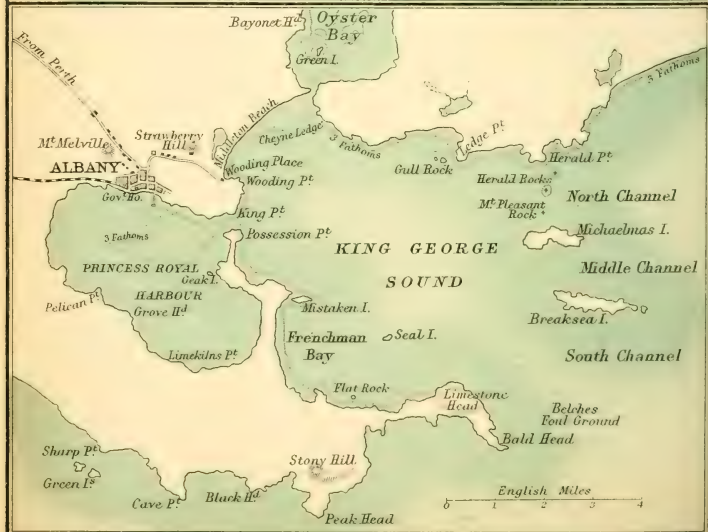 Bayonet Hd.
Oyster
Bay
Green I.
From Perth
3 Fathoms
Middleton Beach
Cheyne Ledge
3 Fathoms
Ledge Pt.
Mt. Melville
Strawberry
Hill
ALBANY
Wooding Place
Wooding Pt.
Gull Rock
Herald Pt.
Herald Rocks
North Channel
Mt. Pleasant
Rock
Govt. Ho.
King Pt.
3 Fathoms
Possession Pt.
KING GEORGE
SOUND
Michaelmas I.
Middle Channel
PRINCESS ROYAL
HARBOUR
Geak I.
Pelican Pt.
Grove Hd.
Mistaken I.
Breaksea I.
Frenchman
Bay
Seal I.
South Channel
Limekilns Pt.
Flat Rock
Limestone
Head
Belches
Foul Ground
Bald Head
Sharp Pt.
Green Is.
Stony Hill
Cave Pt.
Black Hd.
Peak Head
English Miles
0 1 2 3 4